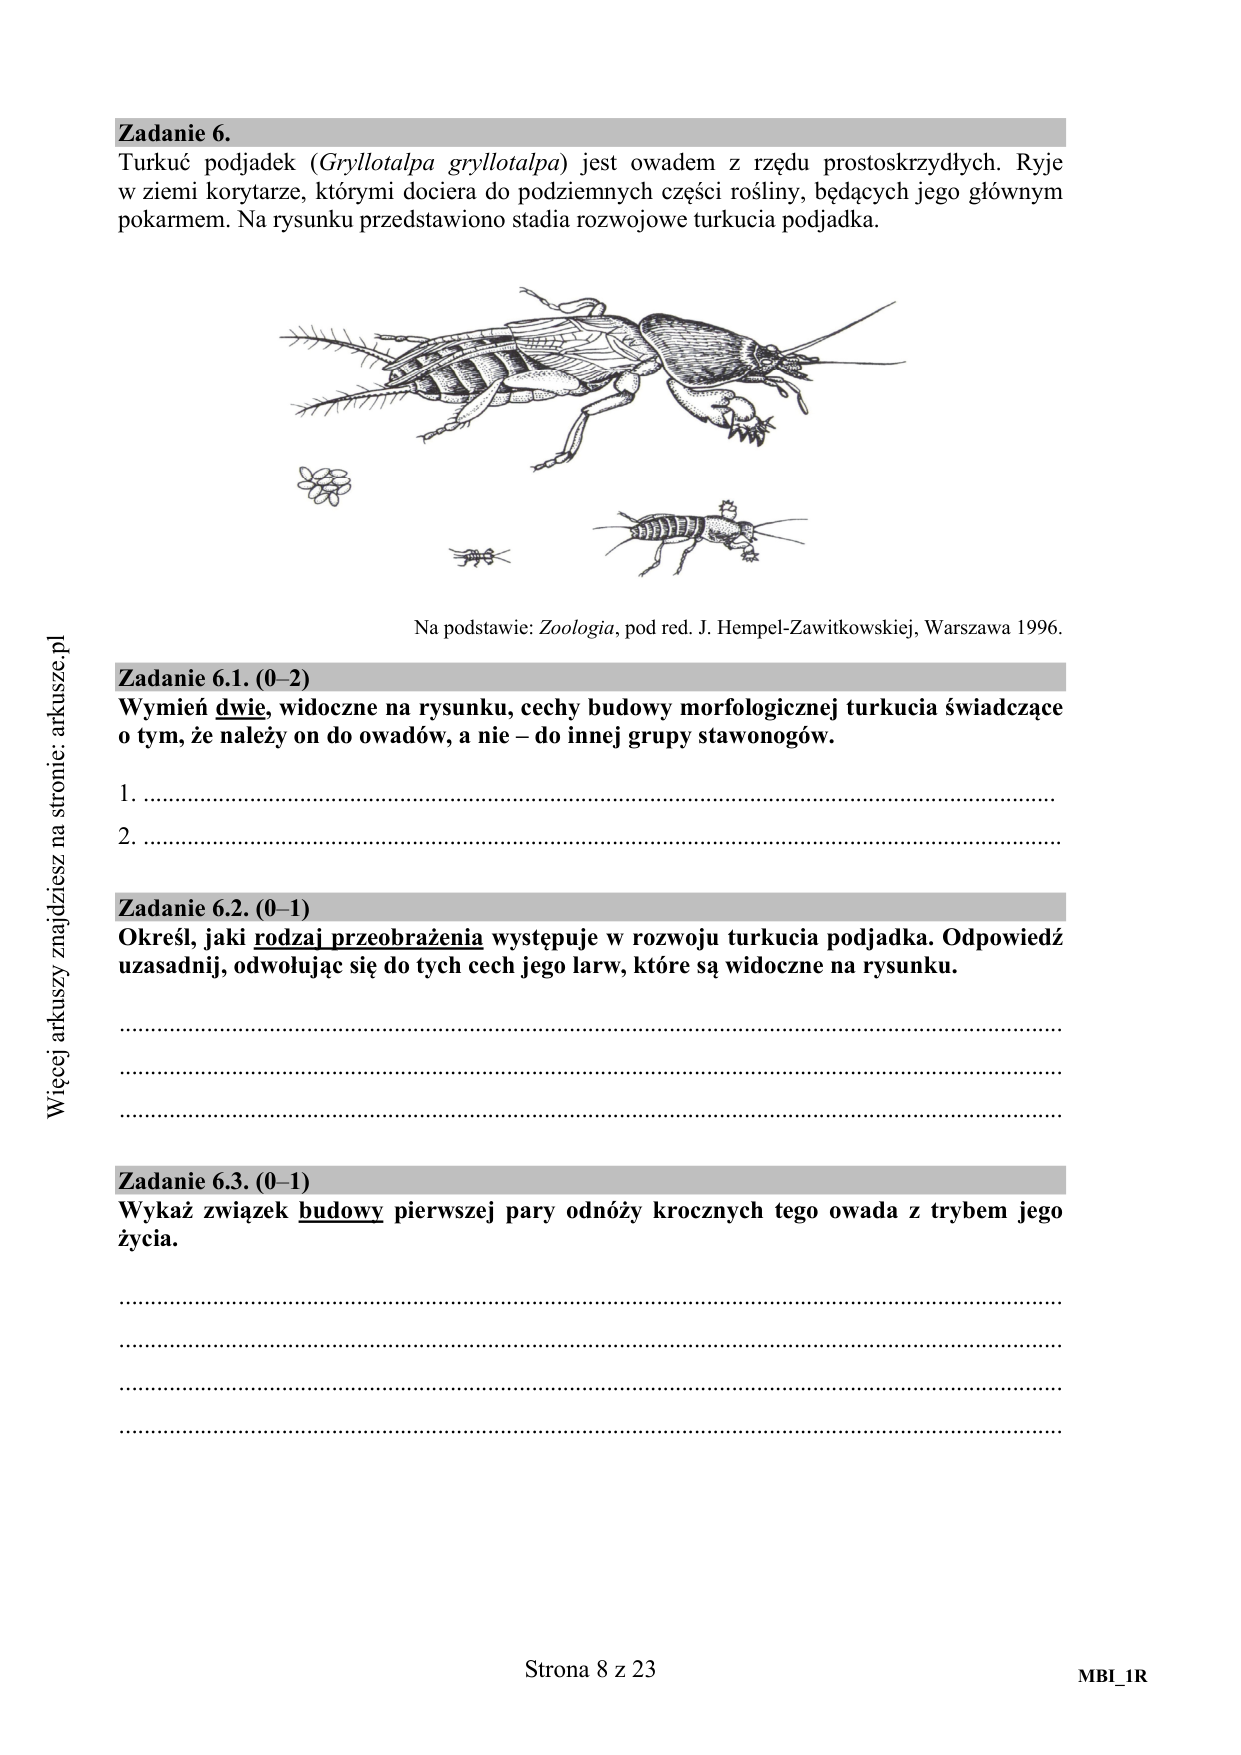 Zadanie 6.
Turkuć podjadek (Gryllotalpa gryllotalpa) jest owadem z rzędu prostoskrzydłych. Ryje
w ziemi korytarze, którymi dociera do podziemnych części rośliny, będących jego głównym
pokarmem. Na rysunku przedstawiono stadia rozwojowe turkucia podjadka.
Na podstawie: Zoologia, pod red. J. Hempel-Zawitkowskiej, Warszawa 1996.
Zadanie 6.1. (0–2)
Wymień dwie, widoczne na rysunku, cechy budowy morfologicznej turkucia świadczące
o tym, że należy on do owadów, a nie – do innej grupy stawonogów.
1. ....................................................................................................................................................
2. ....................................................................................................................................................
Zadanie 6.2. (0–1)
Określ, jaki rodzaj przeobrażenia występuje w rozwoju turkucia podjadka. Odpowiedź
uzasadnij, odwołując się do tych cech jego larw, które są widoczne na rysunku.
Zadanie 6.3. (0–1)
Wykaż związek budowy pierwszej pary odnóży krocznych tego owada z trybem jego
życia.
Strona 8 z 23
MBI_1R
Więcej arkuszy znajdziesz na stronie: arkusze.pl